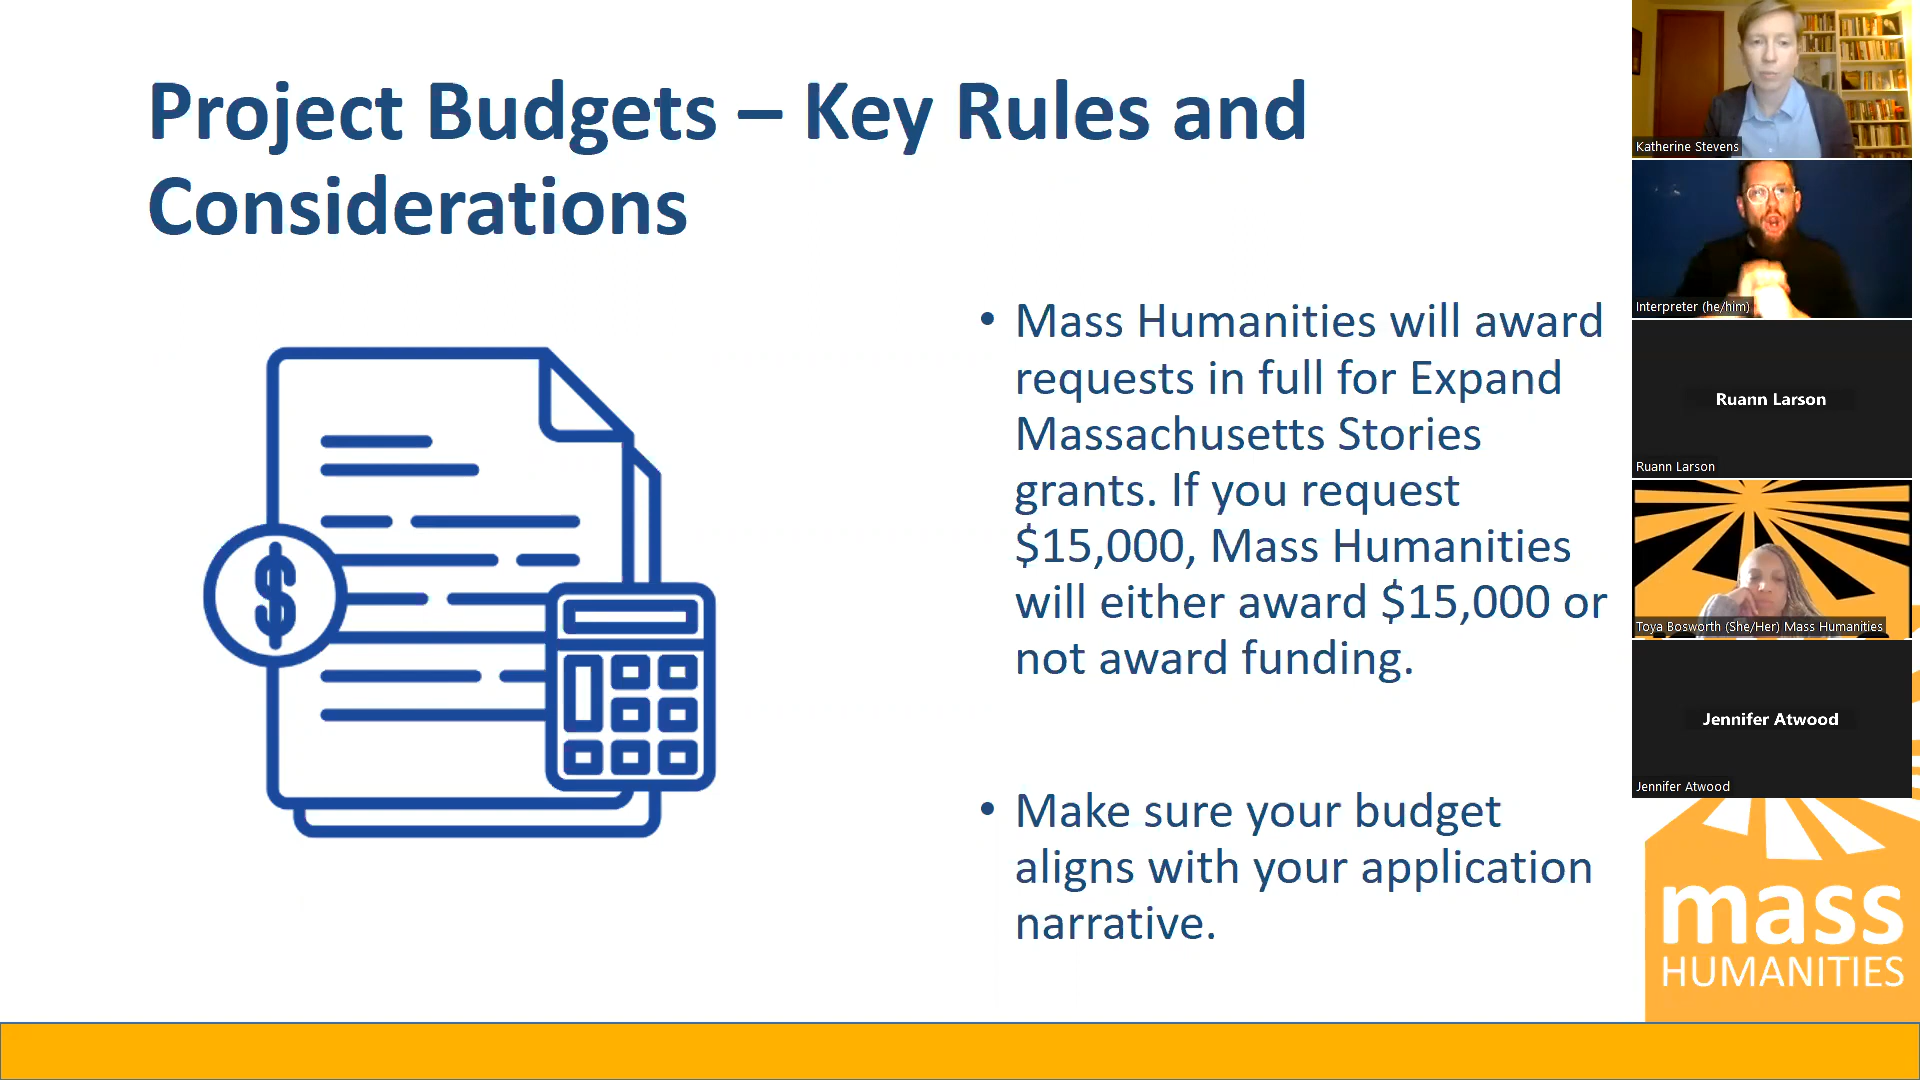 Project Budgets – Key Rules and
Considerations
$
• Mass Humanities will award
requests in full for Expand
Massachusetts Stories
grants. If you request
$15,000, Mass Humanities
will either award $15,000 or
not award funding.
• Make sure your budget
aligns with your application
narrative.
Katherine Stevens
Interpreter (he/him)
Ruann Larson
Ruann Larson
Toya Bosworth (She/Her) Mass Humanities
Jennifer Atwood
Jennifer Atwood
mass
HUMANITIES